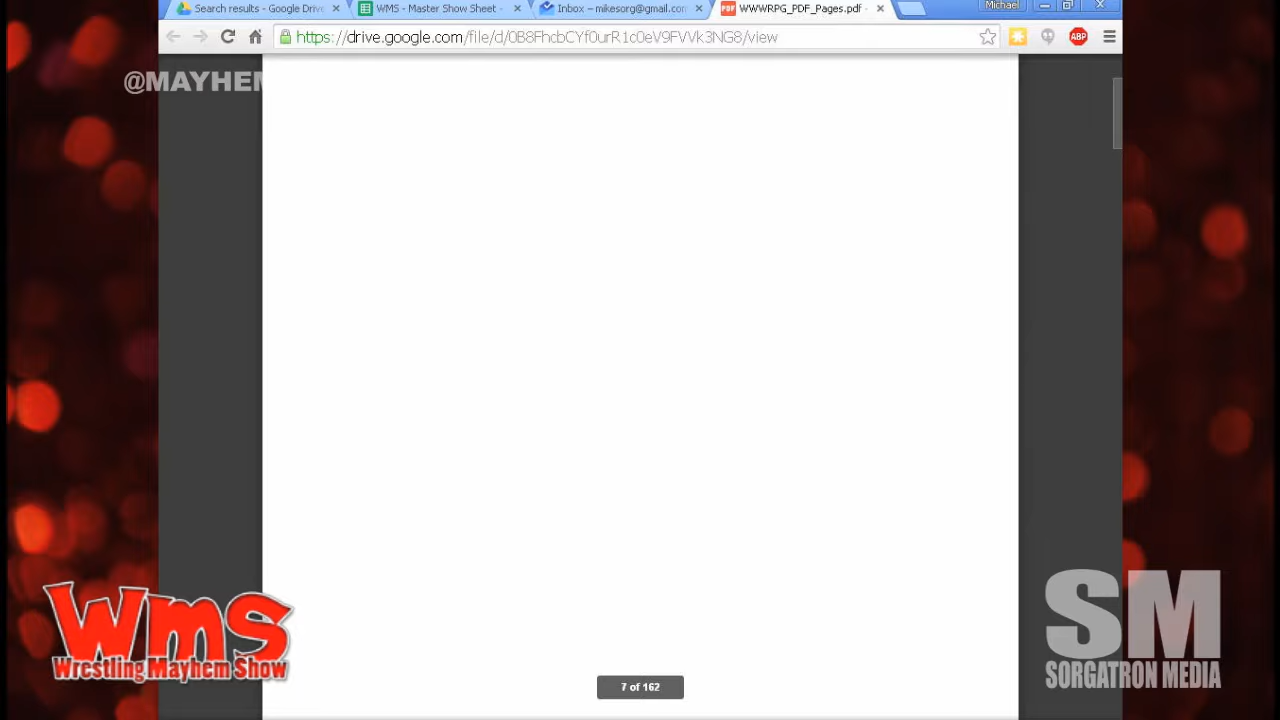 Search results - Google Drive
WMS - Master Show Sheet -
Inbox – mikesorg@gmail.com
WWWRPG_PDF_Pages.pdf -
Michael
https://drive.google.com/file/d/0B8FhcbCYf0urR1c0eV9FVVk3NG8/view
ABP
@MAYHEM
7 of 162
WmS
Wrestling Mayhem Show
SM
SORGATRON MEDIA